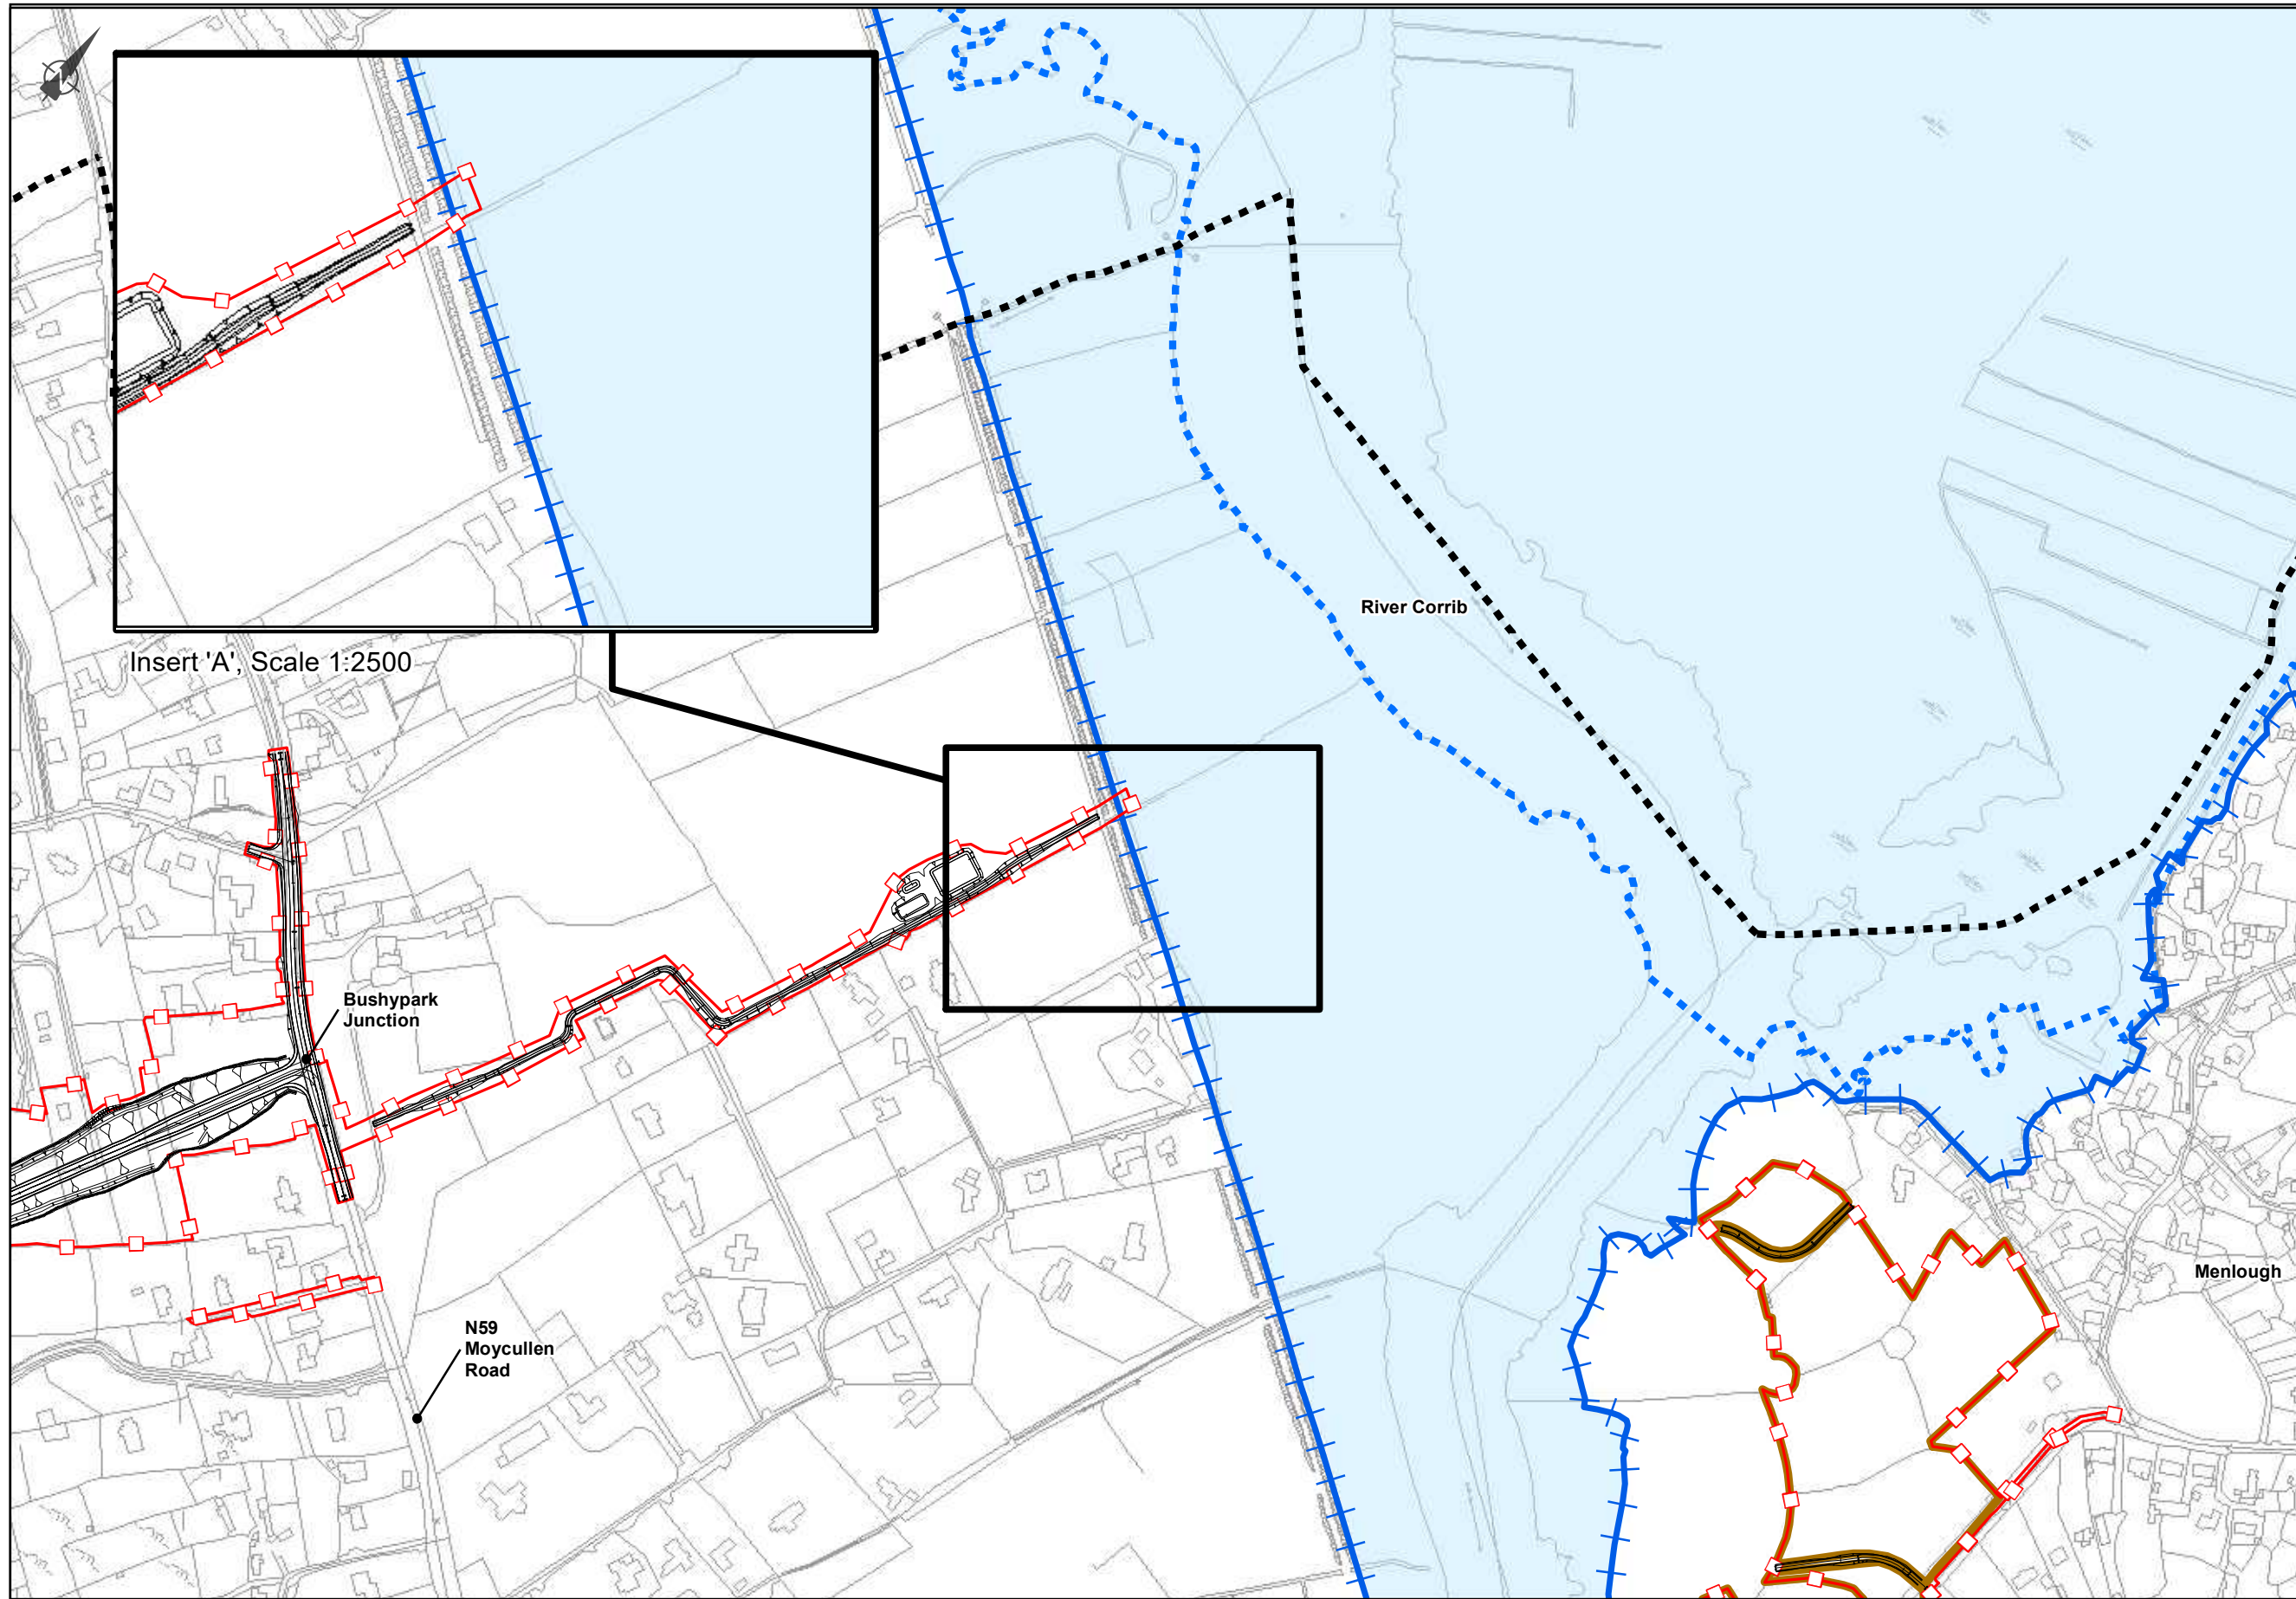 Insert 'A', Scale 1:2500
River Corrib
Bushypark
Junction
N59
Moycullen
Road
Menlough